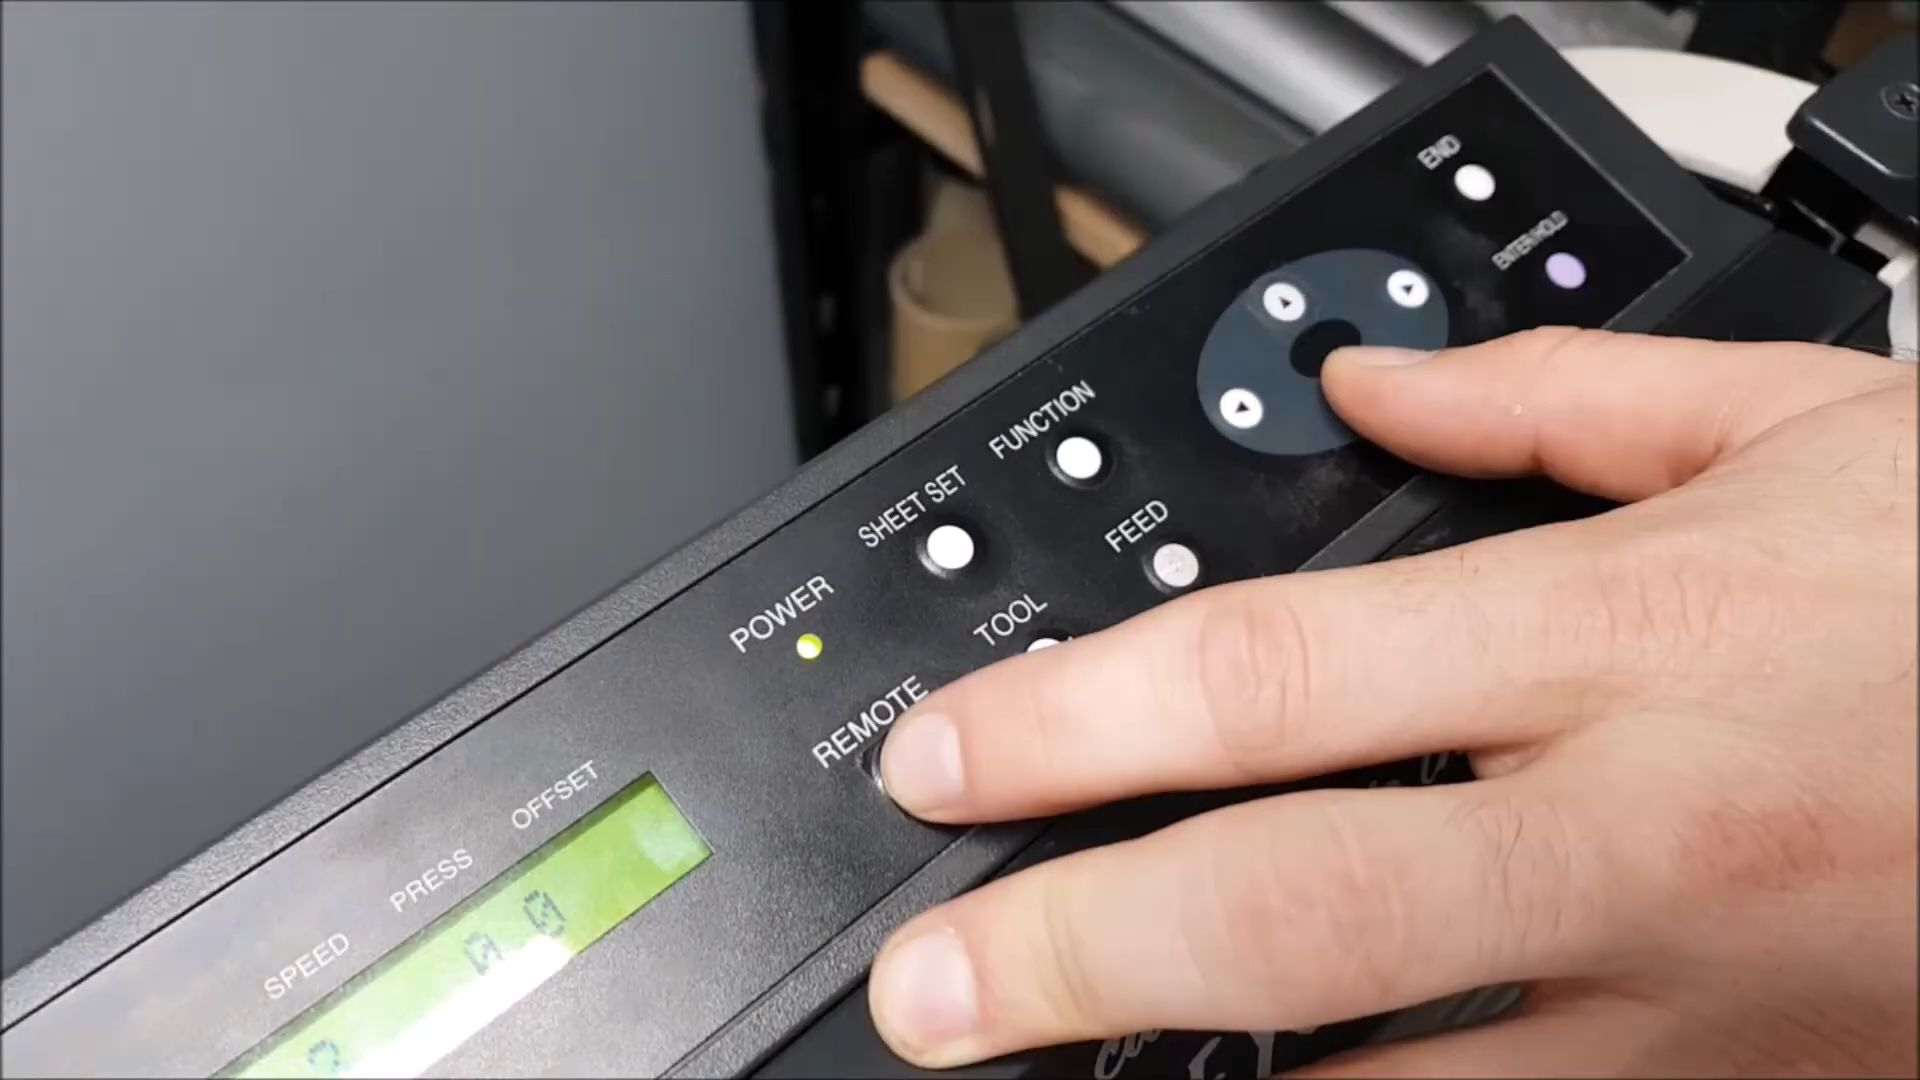 END
ENTER/HOLD
FUNCTION
SHEET SET
FEED
POWER
TOOL
REMOTE
OFFSET
PRESS
SPEED